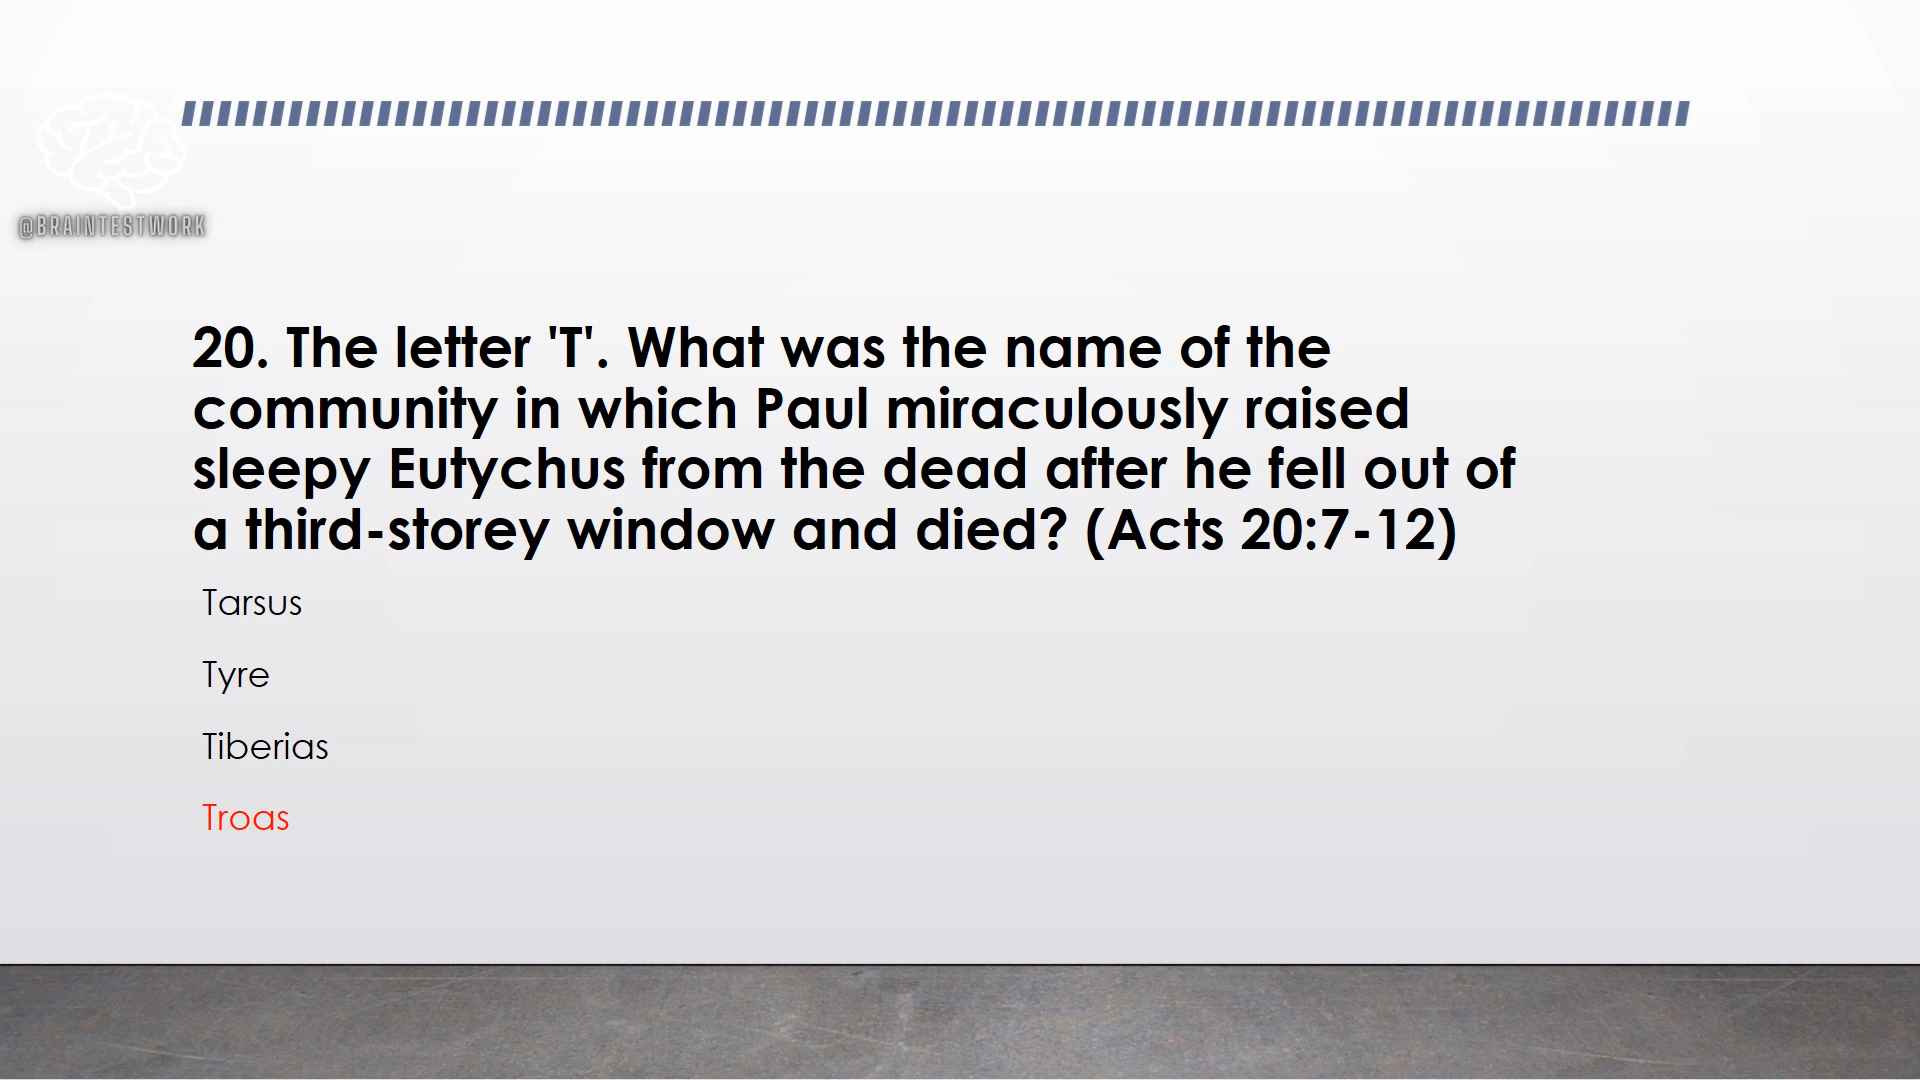 @BRAINTESTWORK
20. The letter 'T'. What was the name of the
community in which Paul miraculously raised
sleepy Eutychus from the dead after he fell out of
a third-storey window and died? (Acts 20:7-12)
Tarsus
Tyre
Tiberias
Troas